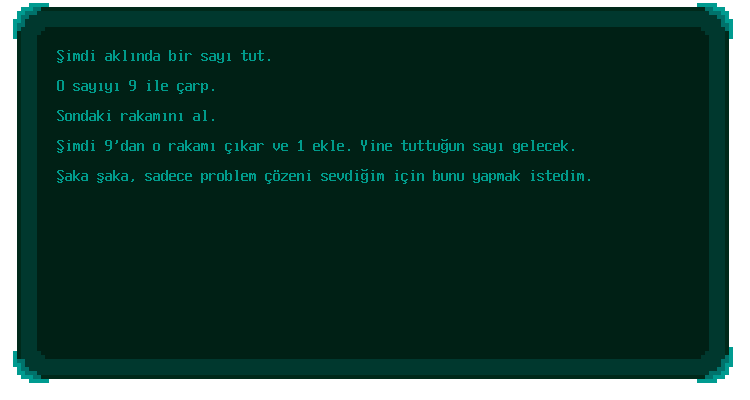 Şimdi aklında bir sayı tut.
O sayıyı 9 ile çarp.
Sondaki rakamını al.
Şimdi 9'dan o rakamı çıkar ve 1 ekle. Yine tuttuğun sayı gelecek.
Şaka şaka, sadece problem çözeni sevdiğim için bunu yapmak istedim.